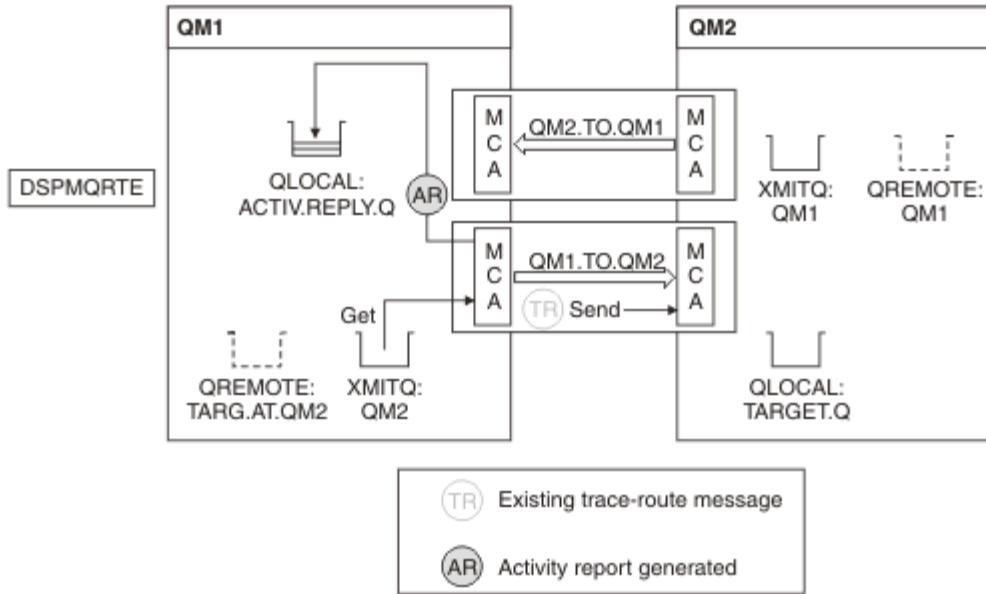 QM1
QM2
DSPMQRTE
QLOCAL:
ACTIV.REPLY.Q
AR
M
C
A
QM2.TO.QM1
M
C
A
XMITQ:
QM1
QREMOTE:
QM1
M
C
A
QM1.TO.QM2
TR
Send
M
C
A
Get
QREMOTE:
TARG.AT.QM2
XMITQ:
QM2
QLOCAL:
TARGET.Q
TR Existing trace-route message
AR Activity report generated